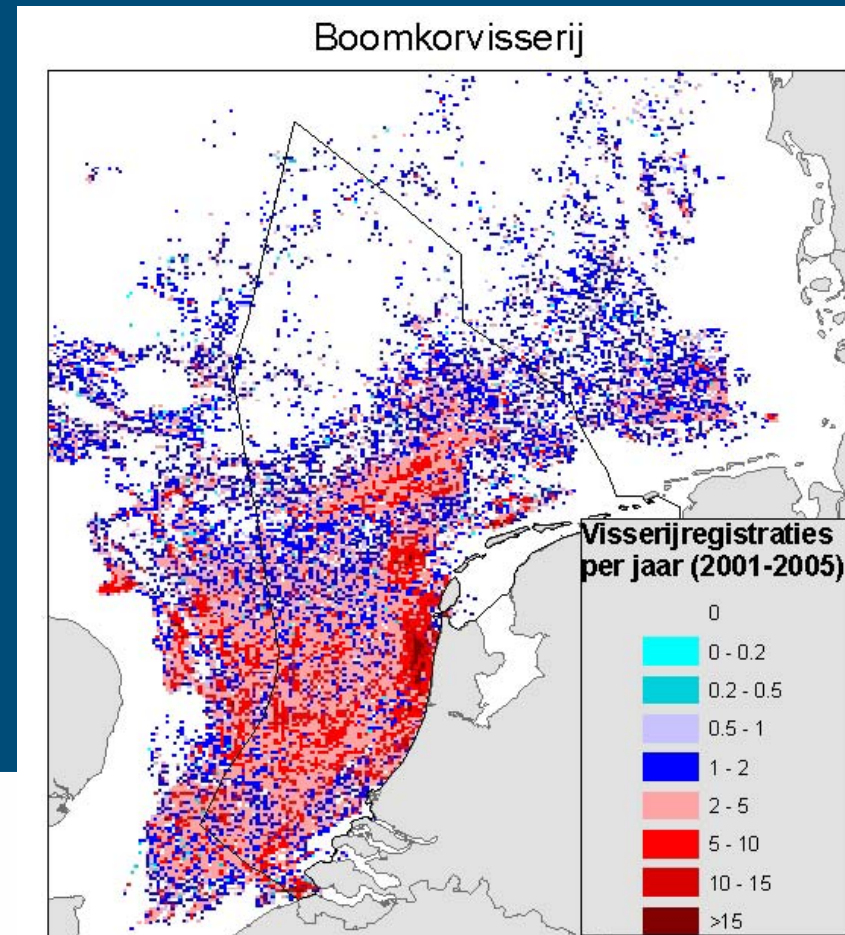 Boomkorvisserij
Visserijregistraties
per jaar (2001-2005)
0
0 - 0.2
0.2 - 0.5
0.5 - 1
1 - 2
2 - 5
5 - 10
10 - 15
>15